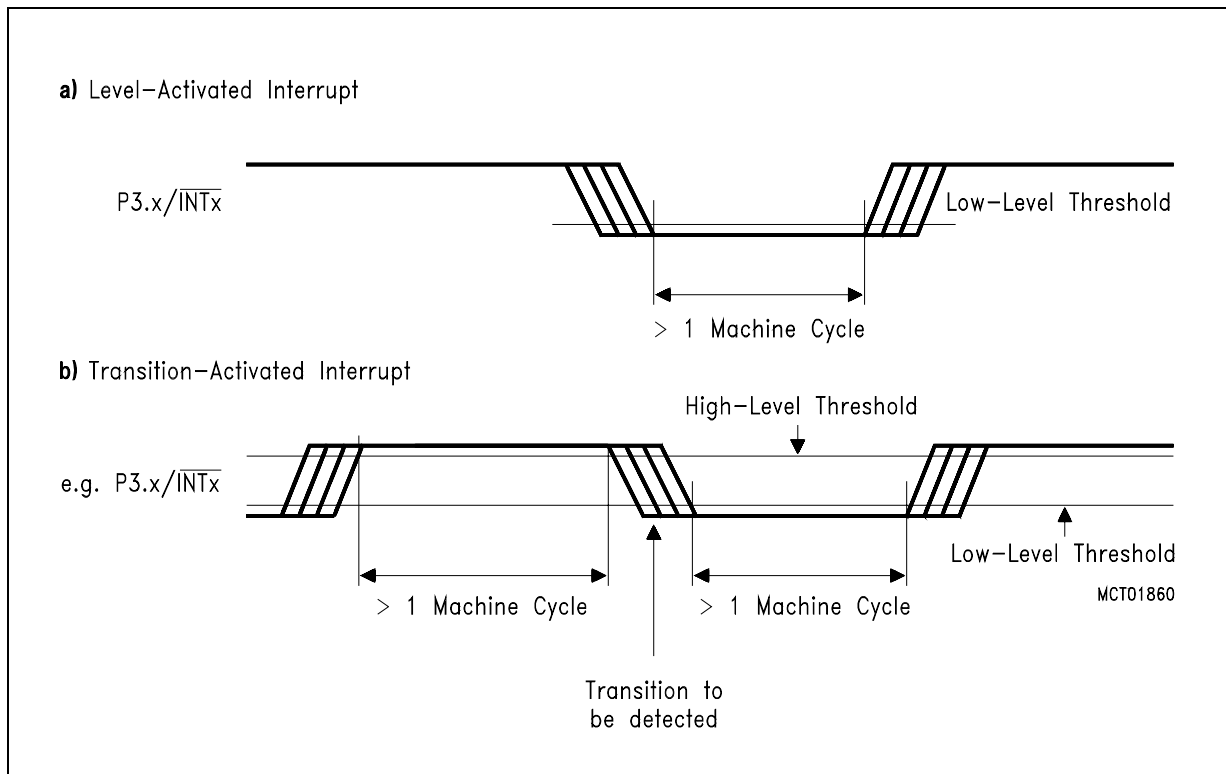 a) Level-Activated Interrupt
P3.x/INTx
Low-Level Threshold
> 1 Machine Cycle
b) Transition-Activated Interrupt
High-Level Threshold
e.g. P3.x/INTx
Low-Level Threshold
> 1 Machine Cycle
> 1 Machine Cycle
MCT01860
Transition to
be detected